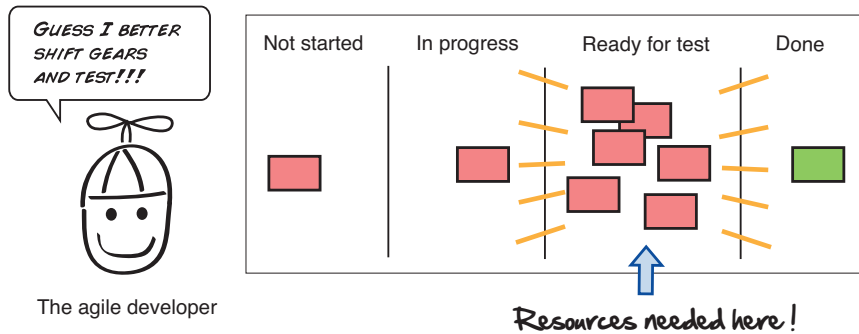 GUESS I BETTER
SHIFT GEARS
AND TEST!!!
The agile developer
Not started
In progress
Ready for test
Done
Resources needed here!